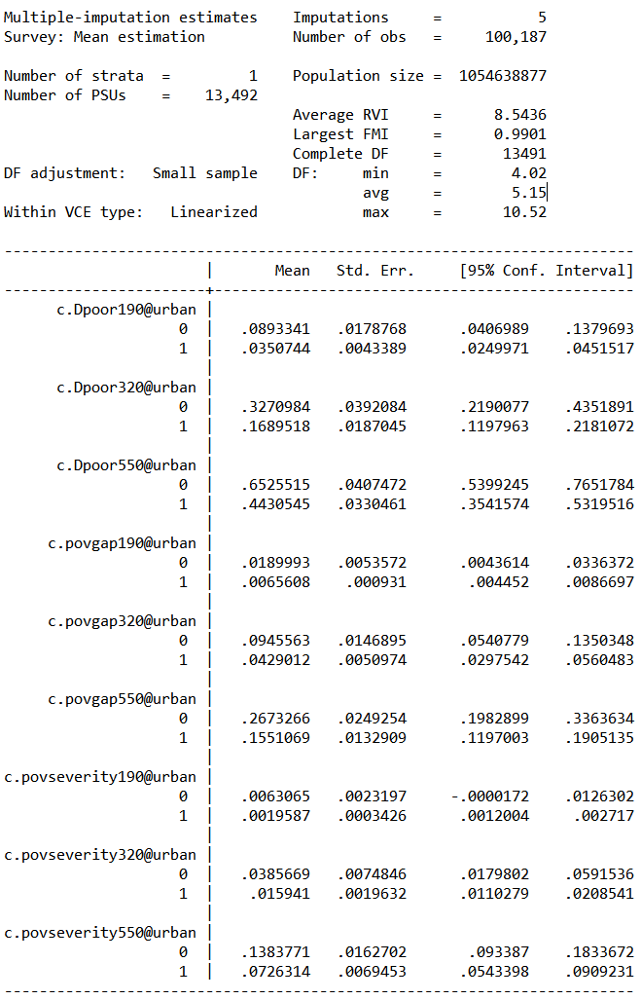 Multiple-imputation estimates    Imputations     =          5
Survey: Mean estimation          Number of obs   =    100,187
Number of strata  =         1    Population size = 1054638877
Number of PSUs    =    13,492
                                 Average RVI     =     8.5436
                                 Largest FMI     =     0.9901
                                 Complete DF     =      13491
DF adjustment:   Small sample    DF:     min     =       4.02
                                         avg     =       5.15
Within VCE type:   Linearized            max     =      10.52
------------------------------------------------------------------------
                       |       Mean   Std. Err.     [95% Conf. Interval]
-----------------------+------------------------------------------------
      c.Dpoor190@urban |
                    0  |   .0893341   .0178768      .0406989    .1379693
                    1  |   .0350744   .0043389      .0249971    .0451517
                       |
      c.Dpoor320@urban |
                    0  |   .3270984   .0392084      .2190077    .4351891
                    1  |   .1689518   .0187045      .1197963    .2181072
                       |
      c.Dpoor550@urban |
                    0  |   .6525515   .0407472      .5399245    .7651784
                    1  |   .4430545   .0330461      .3541574    .5319516
                       |
     c.povgap190@urban |
                    0  |   .0189993   .0053572      .0043614    .0336372
                    1  |   .0065608    .000931       .004452    .0086697
                       |
     c.povgap320@urban |
                    0  |   .0945563   .0146895      .0540779    .1350348
                    1  |   .0429012   .0050974      .0297542    .0560483
                       |
     c.povgap550@urban |
                    0  |   .2673266   .0249254      .1982899    .3363634
                    1  |   .1551069   .0132909      .1197003    .1905135
                       |
c.povseverity190@urban |
                    0  |   .0063065   .0023197     -.0000172    .0126302
                    1  |   .0019587   .0003426      .0012004     .002717
                       |
c.povseverity320@urban |
                    0  |   .0385669   .0074846      .0179802    .0591536
                    1  |    .015941   .0019632      .0110279    .0208541
                       |
c.povseverity550@urban |
                    0  |   .1383771   .0162702       .093387    .1833672
                    1  |   .0726314   .0069453      .0543398    .0909231
------------------------------------------------------------------------